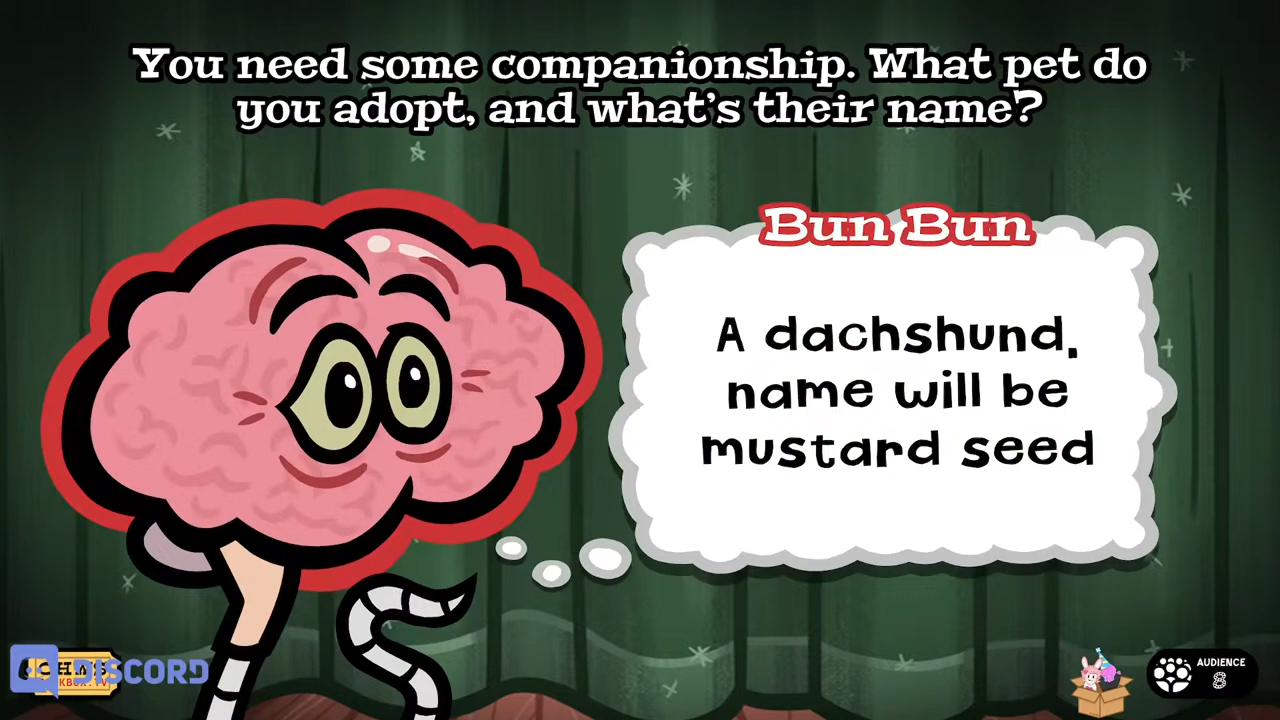 You need some companionship. What pet do
you adopt, and what's their name?
Bun Bun
A dachshund,
name will be
mustard seed
DISCORD
AUDIENCE
8